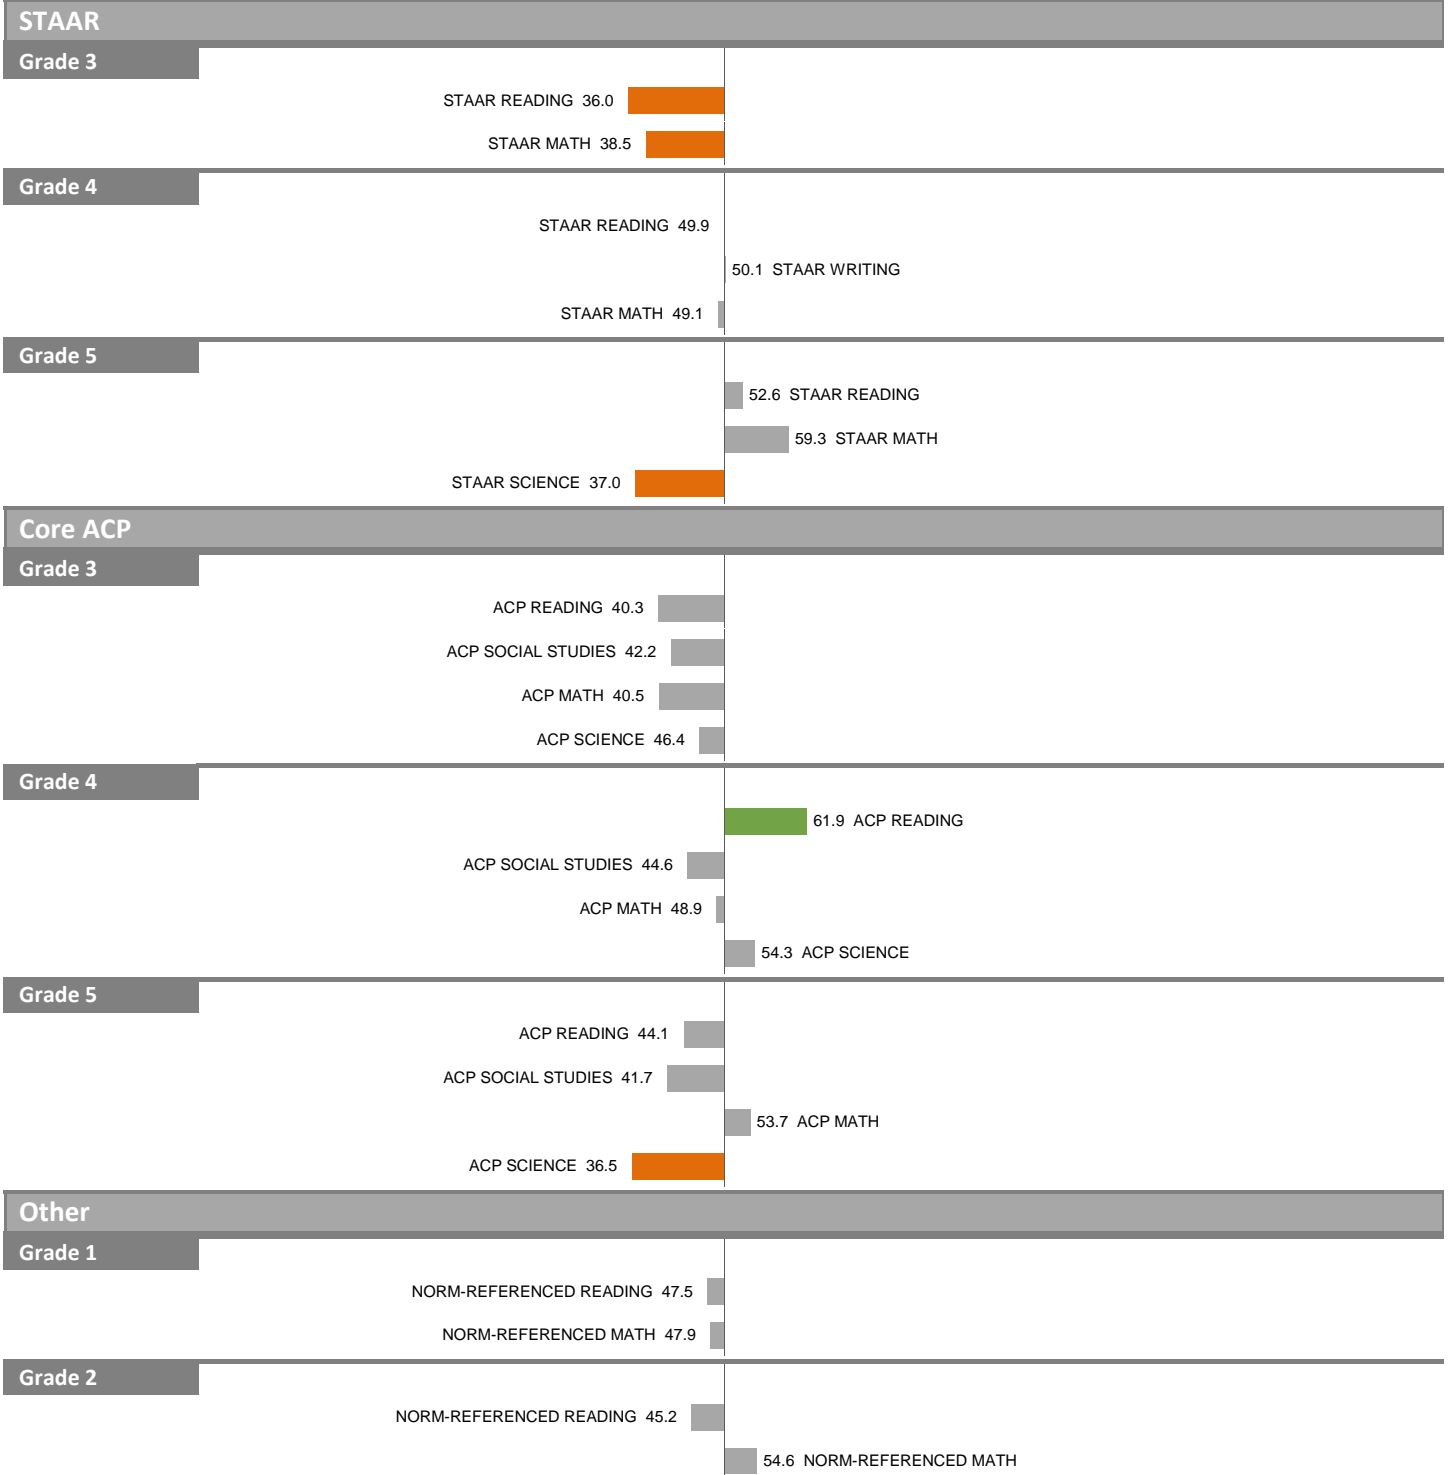 STAAR
Grade 3
STAAR READING 36.0
STAAR MATH 38.5
Grade 4
STAAR READING 49.9
50.1 STAAR WRITING
STAAR MATH 49.1
Grade 5
52.6 STAAR READING
59.3 STAAR MATH
STAAR SCIENCE 37.0
Core ACP
Grade 3
ACP READING 40.3
ACP SOCIAL STUDIES 42.2
ACP MATH 40.5
ACP SCIENCE 46.4
Grade 4
61.9 ACP READING
ACP SOCIAL STUDIES 44.6
ACP MATH 48.9
54.3 ACP SCIENCE
Grade 5
ACP READING 44.1
ACP SOCIAL STUDIES 41.7
53.7 ACP MATH
ACP SCIENCE 36.5
Other
Grade 1
NORM-REFERENCED READING 47.5
NORM-REFERENCED MATH 47.9
Grade 2
NORM-REFERENCED READING 45.2
54.6 NORM-REFERENCED MATH